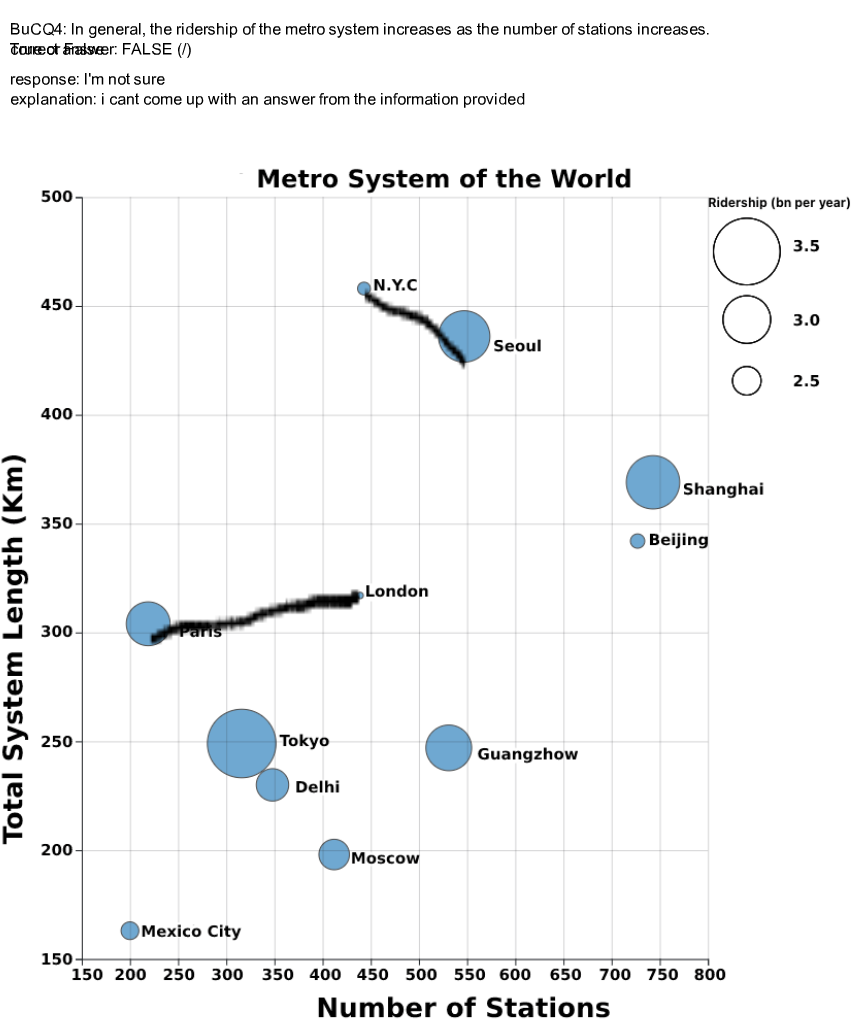 BuCQ4: In general, the ridership of the metro system increases as the number of stations increases.
True or False
correct answer: FALSE (/)
response: I'm not sure
explanation: i cant come up with an answer from the information provided
Metro System of the World
Ridership (bn per year)
3.5
3.0
2.5
500
450
400
350
300
250
200
150
Total System Length (Km)
N.Y.C
Seoul
Shanghai
Beijing
London
Paris
Tokyo
Guangzhow
Delhi
Moscow
Mexico City
150 200 250 300 350 400 450 500 550 600 650 700 750 800
Number of Stations